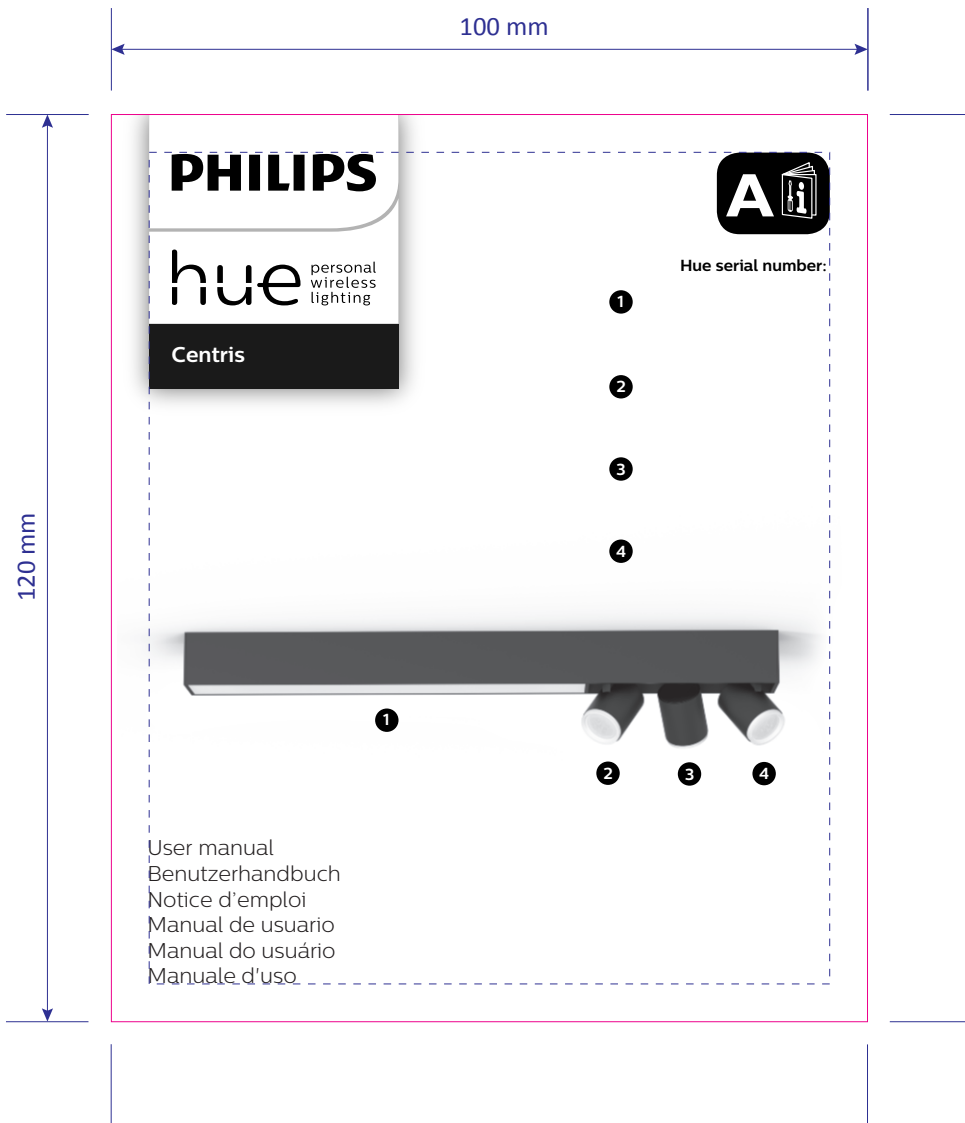 100 mm
120 mm
PHILIPS
hue personal
wireless
lighting
Centris
A i
Hue serial number:
1
2
3
4
1
2
3
4
User manual
Benutzerhandbuch
Notice d'emploi
Manual de usuario
Manual do usuário
Manuale d'uso